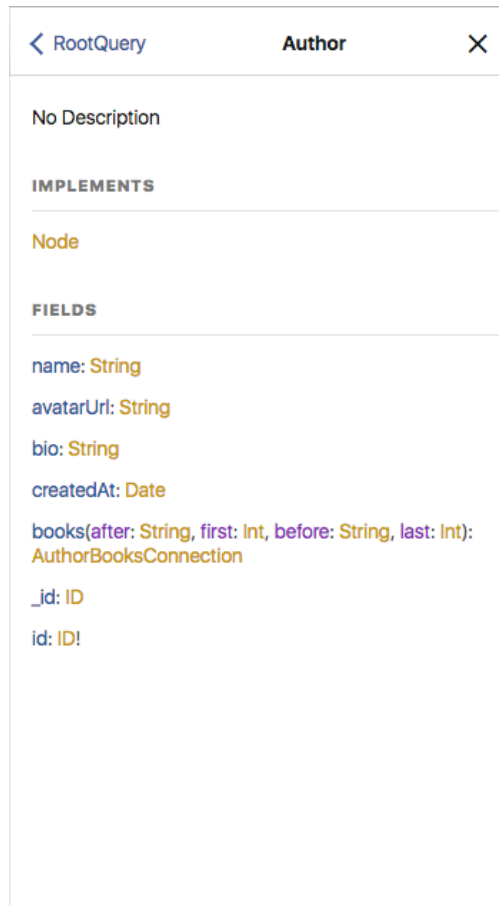 RootQuery Author
No Description
IMPLEMENTS
Node
FIELDS
name: String
avatarUrl: String
bio: String
createdAt: Date
books(after: String, first: Int, before: String, last: Int):
AuthorBooksConnection
_id: ID
id: ID!